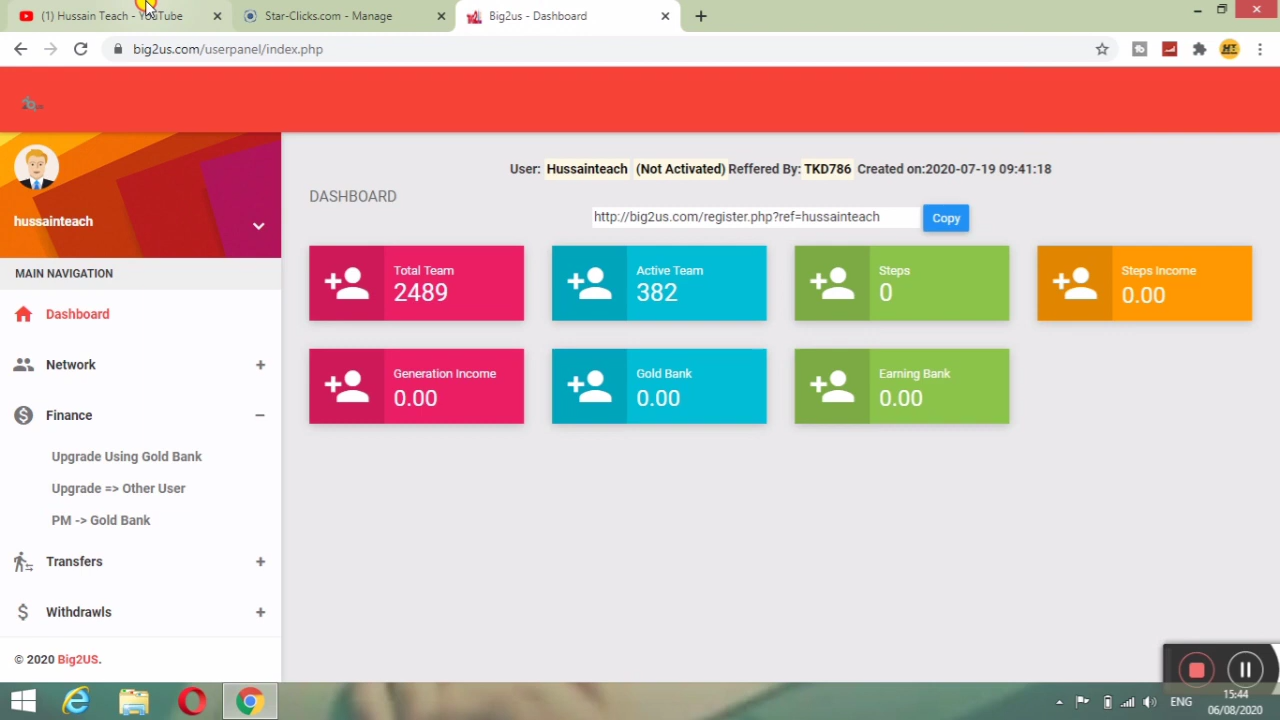 (1) Hussain Teach - YouTube
Star-Clicks.com - Manage
Big2us - Dashboard
big2us.com/userpanel/index.php
User: Hussainteach (Not Activated) Reffered By: TKD786 Created on:2020-07-19 09:41:18
DASHBOARD
http://big2us.com/register.php?ref=hussainteach
Copy
hussainteach
MAIN NAVIGATION
Dashboard
Network
Finance
Upgrade Using Gold Bank
Upgrade => Other User
PM -> Gold Bank
Transfers
Withdrawls
© 2020 Big2US.
Total Team
2489
Active Team
382
Steps
0
Steps Income
0.00
Generation Income
0.00
Gold Bank
0.00
Earning Bank
0.00
HT
ENG
15:44
06/08/2020